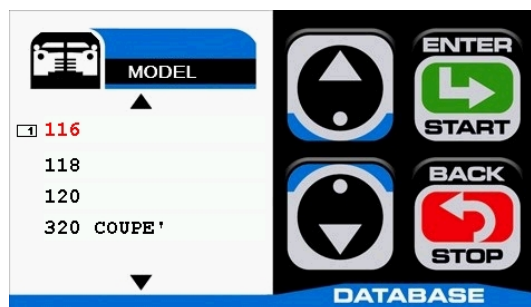 MODEL
1 116
118
120
320 COUPE'
ENTER
START
BACK
STOP
DATABASE